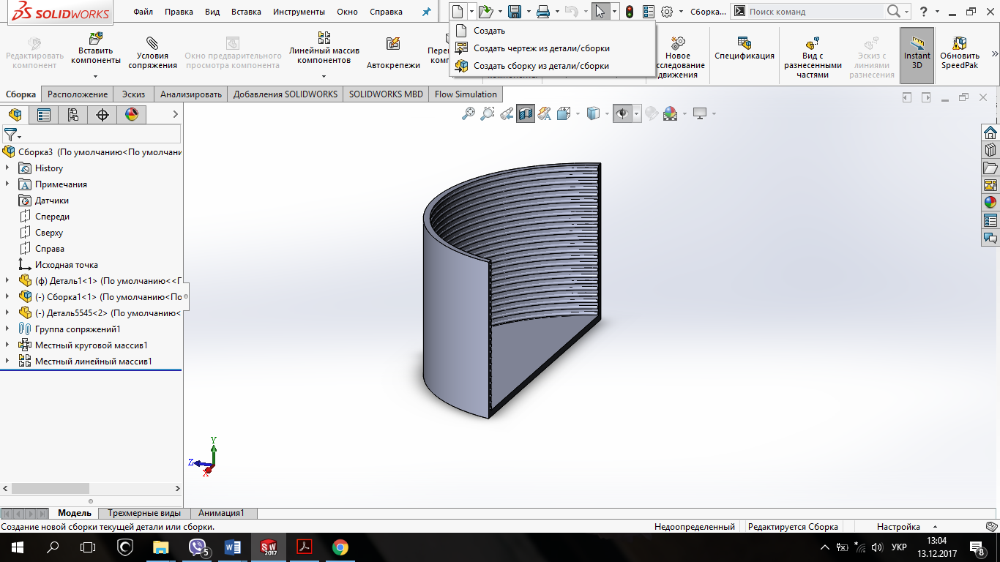 SOLIDWORKS
Файл Правка Вид Вставка Инструменты Окно Справка
Сборка... Поиск команд
Создать
Создать чертеж из детали/сборки
Создать сборку из детали/сборки
Редактировать компонент
Вставить компоненты
Условия сопряжения
Окно предварительного просмотра компонента
Линейный массив компонентов
Автокрепежи
Новое
исследование
движения
Спецификация
Вид с разнесенными частями
Эскиз с линиями разнесения
Instant 3D
Обновить SpeedPak
Сборка Расположение Эскиз Анализировать Добавления SOLIDWORKS SOLIDWORKS MBD Flow Simulation
Сборка3 (По умолчанию<По умолчани
History
Примечания
Датчики
Спереди
Сверху
Справа
Исходная точка
(ф) Деталь1<1> (По умолчанию<<П
(-) Сборка1<1> (По умолчанию<По
(-) Деталь5545<2> (По умолчанию<
Группа сопряжений1
Местный круговой массив1
Местный линейный массив1
Y
Z
X
Модель Трехмерные виды Анимация1
Создание новой сборки текущей детали или сборки. Недоопределенный Редактируется Сборка Настройка
5
SW
2017
УКР
13:04
13.12.2017
8